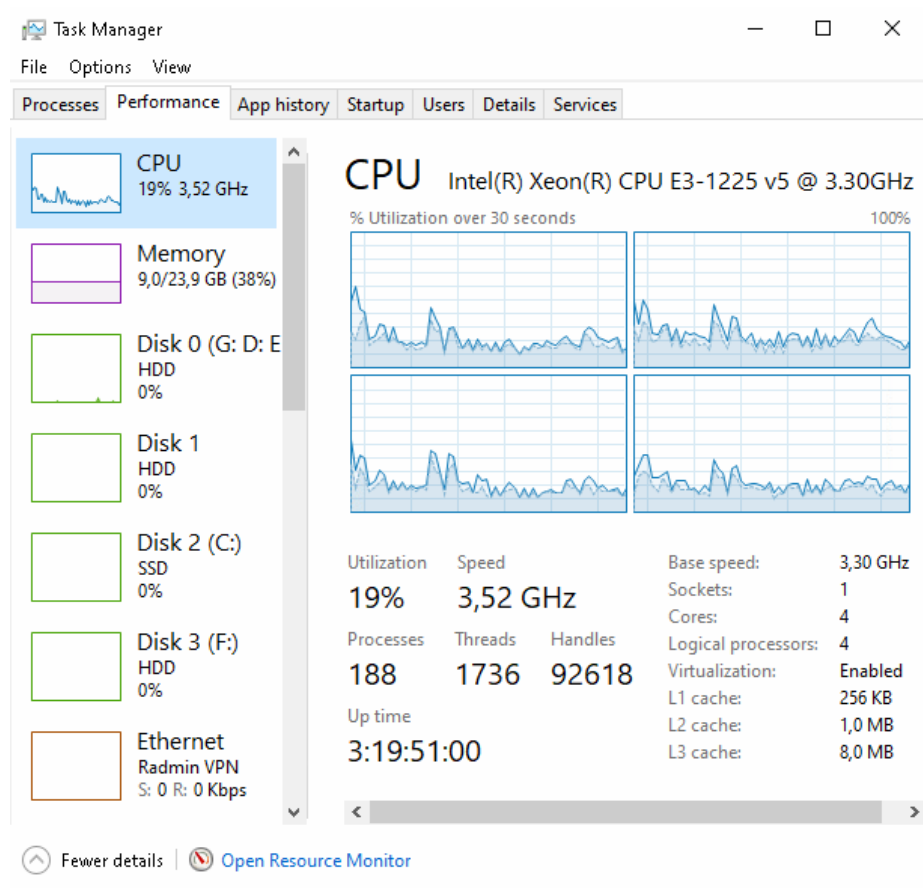 Task Manager
File Options View
Processes Performance App history Startup Users Details Services
CPU
19% 3,52 GHz
Memory
9,0/23,9 GB (38%)
Disk 0 (G: D: E
HDD
0%
Disk 1
HDD
0%
Disk 2 (C:)
SSD
0%
Disk 3 (F:)
HDD
0%
Ethernet
Radmin VPN
S: 0 R: 0 Kbps
CPU Intel(R) Xeon(R) CPU E3-1225 v5 @ 3.30GHz
% Utilization over 30 seconds 100%
Utilization Speed
19% 3,52 GHz
Processes Threads Handles
188 1736 92618
Up time
3:19:51:00
Base speed: 3,30 GHz
Sockets: 1
Cores: 4
Logical processors: 4
Virtualization: Enabled
L1 cache: 256 KB
L2 cache: 1,0 MB
L3 cache: 8,0 MB
Fewer details Open Resource Monitor